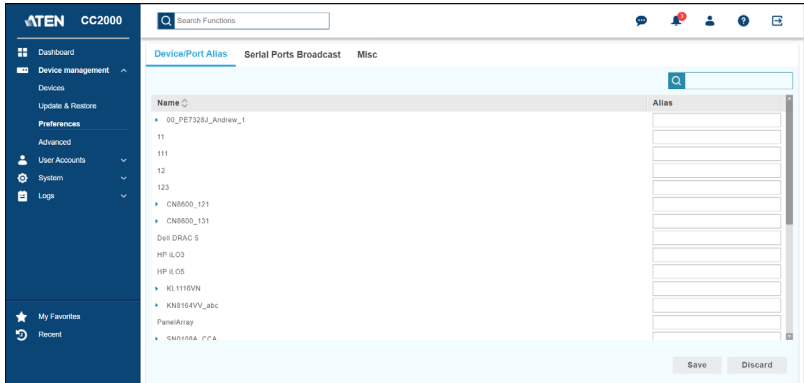 ATEN CC2000
Search Functions
3
Dashboard
Device management
Devices
Update & Restore
Preferences
Advanced
User Accounts
System
Logs
My Favorites
Recent
Device/Port Alias Serial Ports Broadcast Misc
Name Alias
00_PE7328J_Andrew_1
11
111
12
123
CN8600_121
CN8600_131
Dell DRAC 5
HP iLO3
HP iLO5
KL1116VN
KN8164VV_abc
PanelArray
SN0108A_CCA
Save Discard